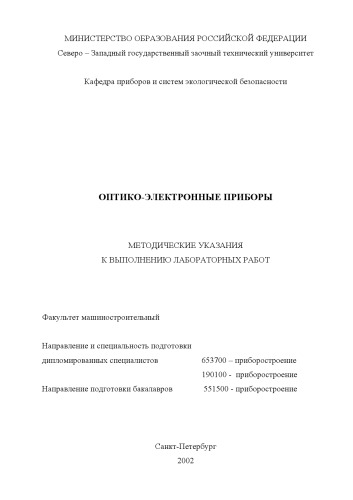 МИНИСТЕРСТВО ОБРАЗОВАНИЯ РОССИЙСКОЙ ФЕДЕРАЦИИ
Северо – Западный государственный заочный технический университет
Кафедра приборов и систем экологической безопасности
ОПТИКО-ЭЛЕКТРОННЫЕ ПРИБОРЫ
МЕТОДИЧЕСКИЕ УКАЗАНИЯ
К ВЫПОЛНЕНИЮ ЛАБОРАТОРНЫХ РАБОТ
Факультет машиностроительный
Направление и специальность подготовки
дипломированных специалистов 653700 – приборостроение
190100 - приборостроение
Направление подготовки бакалавров 551500 - приборостроение
Санкт-Петербург
2002